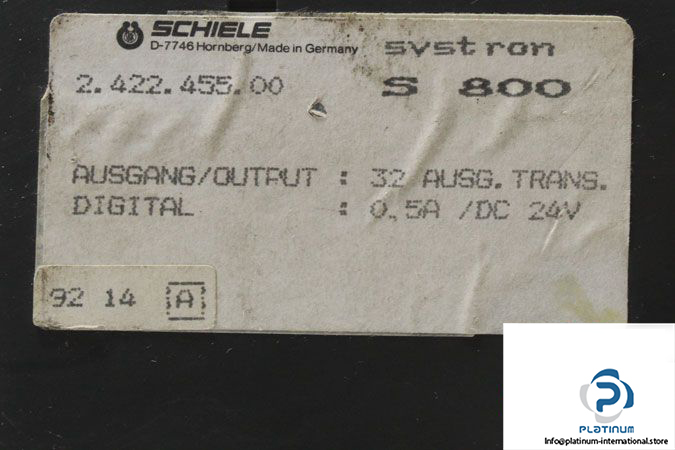 SCHIELE
D-7746 Hornberg/Made in Germany
systron
2.422.455.00
S 800
AUSGANG/OUTPUT : 32 AUSG.TRANS.
DIGITAL : 0,5A /DC 24V
92 14 A
PLATINUM
Info@platinum-international.store